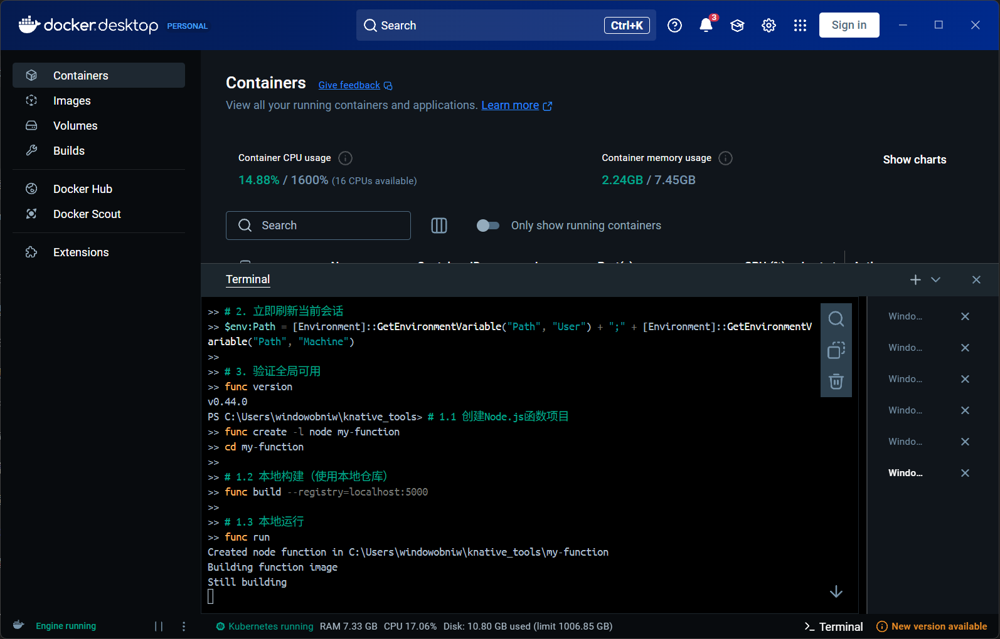 docker desktop PERSONAL
Search Ctrl+K
3
Sign in
Containers
Images
Volumes
Builds
Docker Hub
Docker Scout
Extensions
Containers Give feedback
View all your running containers and applications. Learn more
Container CPU usage
14.88% / 1600% (16 CPUs available)
Container memory usage
2.24GB / 7.45GB
Show charts
Search
Only show running containers
Terminal
>> # 2. 立即刷新当前会话
>> $env:Path = [Environment]::GetEnvironmentVariable("Path", "User") + ";" + [Environment]::GetEnvironmentV
ariable("Path", "Machine")
>>
>> # 3. 验证全局可用
>> func version
v0.44.0
PS C:\Users\windowobniw\knative_tools> # 1.1 创建Node.js函数项目
>> func create -l node my-function
>> cd my-function
>>
>> # 1.2 本地构建（使用本地仓库）
>> func build --registry=localhost:5000
>>
>> # 1.3 本地运行
>> func run
Created node function in C:\Users\windowobniw\knative_tools\my-function
Building function image
Still building
Windo...
Windo...
Windo...
Windo...
Windo...
Windo...
Engine running
Kubernetes running RAM 7.33 GB CPU 17.06% Disk: 10.80 GB used (limit 1006.85 GB)
>_ Terminal
New version available